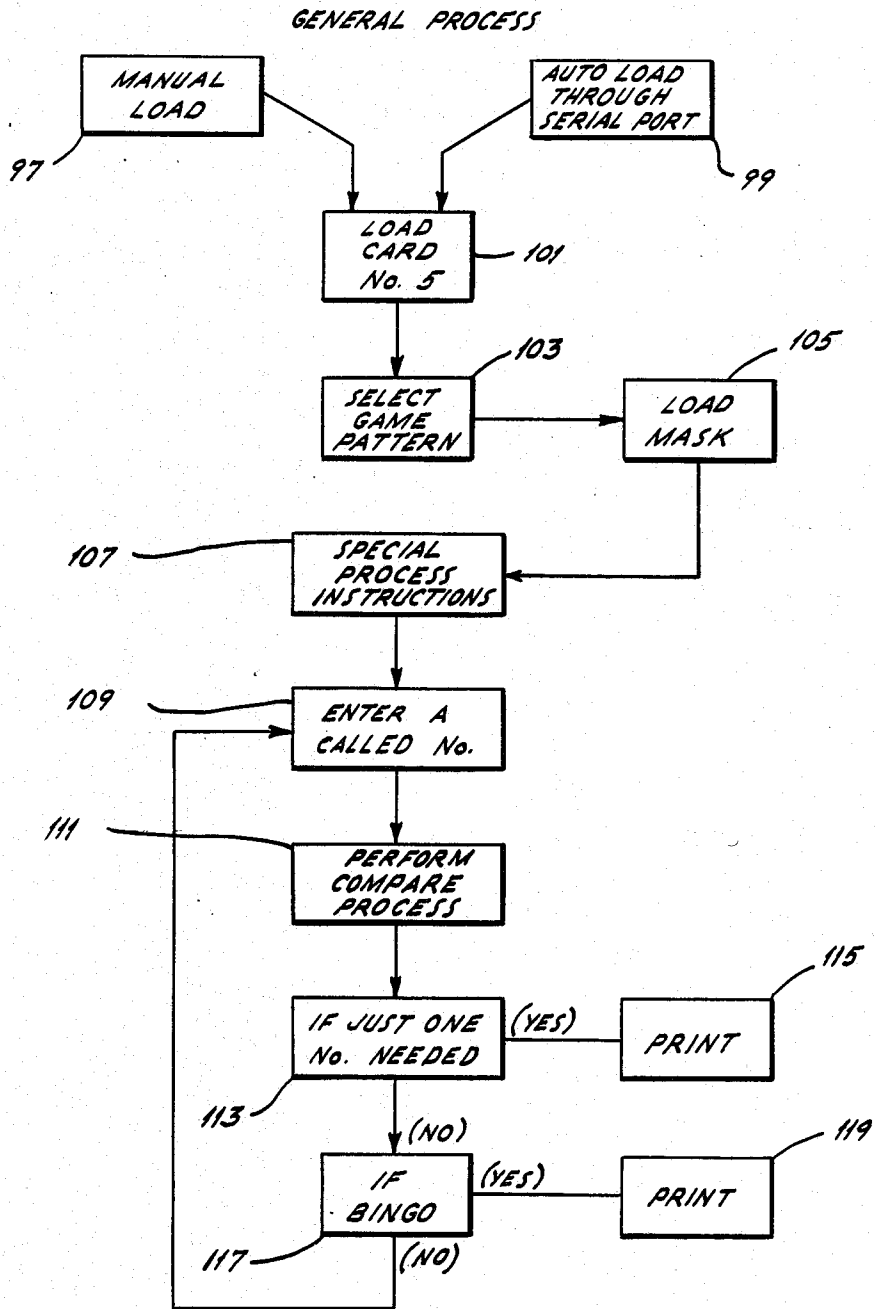 GENERAL PROCESS
MANUAL
LOAD
97
AUTO LOAD
THROUGH
SERIAL PORT
99
LOAD
CARD
No. 5
101
SELECT
GAME
PATTERN
103
LOAD
MASK
105
SPECIAL
PROCESS
INSTRUCTIONS
107
ENTER A
CALLED No.
109
PERFORM
COMPARE
PROCESS
111
IF JUST ONE
No. NEEDED
113
(YES)
PRINT
115
(NO)
IF
BINGO
117
(YES)
PRINT
119
(NO)